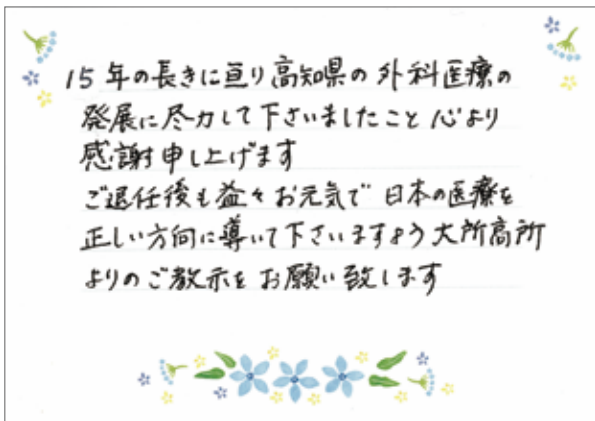 15年の長きに亘り高知県の外科医療の
発展に尽力して下さいましたこと心より
感謝申し上げます
ご退任後も益々お元気で日本の医療を
正しい方向に導いて下さいますよう大所高所
よりのご教示をお願い致します